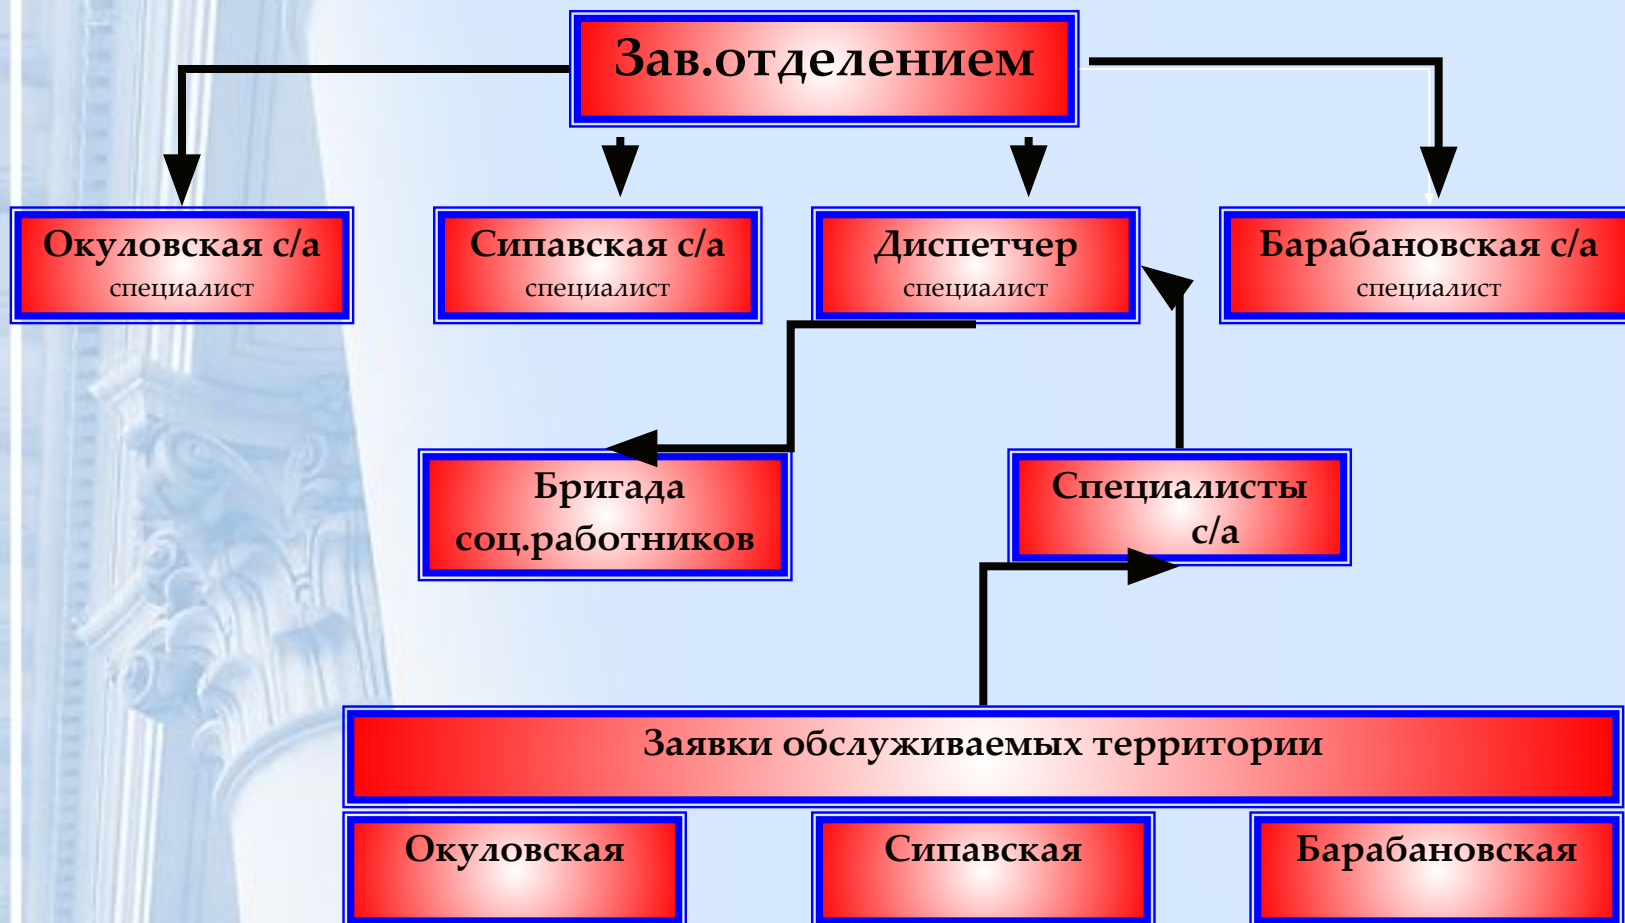 Зав.отделением
Окуловская с/а
специалист
Сипавская с/а
специалист
Диспетчер
специалист
Барабановская с/а
специалист
Бригада
соц.работников
Специалисты
с/а
Заявки обслуживаемых территории
Окуловская
Сипавская
Барабановская